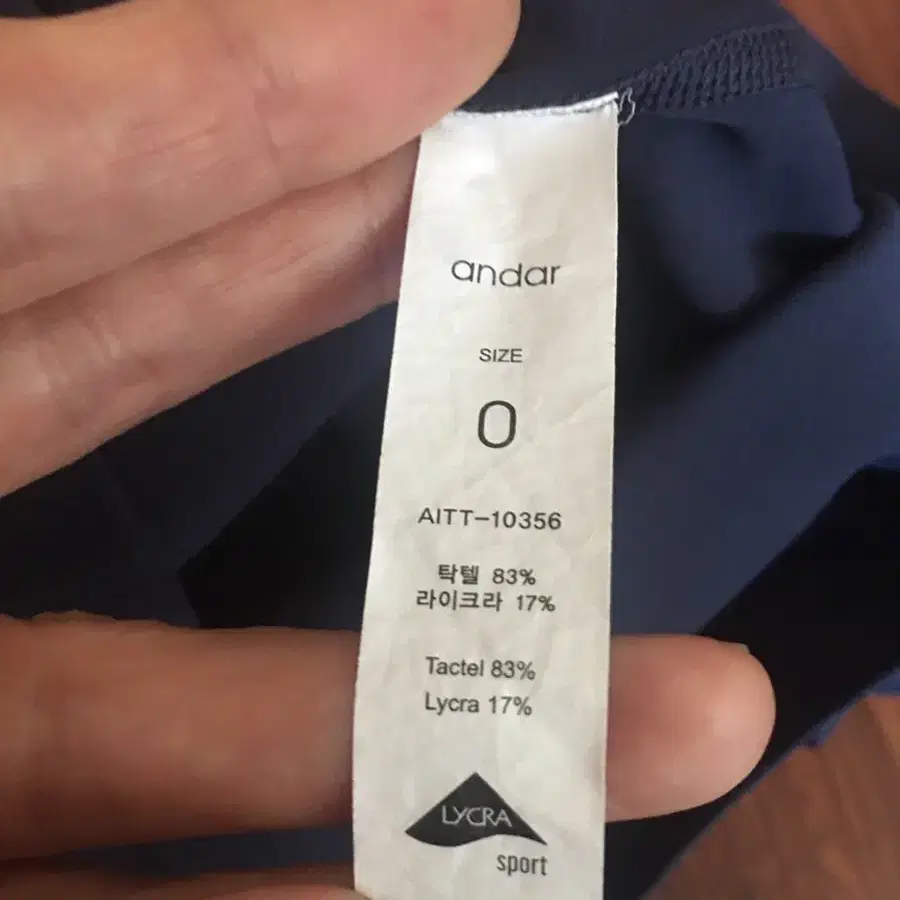 andar
SIZE
0
AITT-10356
탁텔 83%
라이크라 17%
Tactel 83%
Lycra 17%
LYCRA
sport